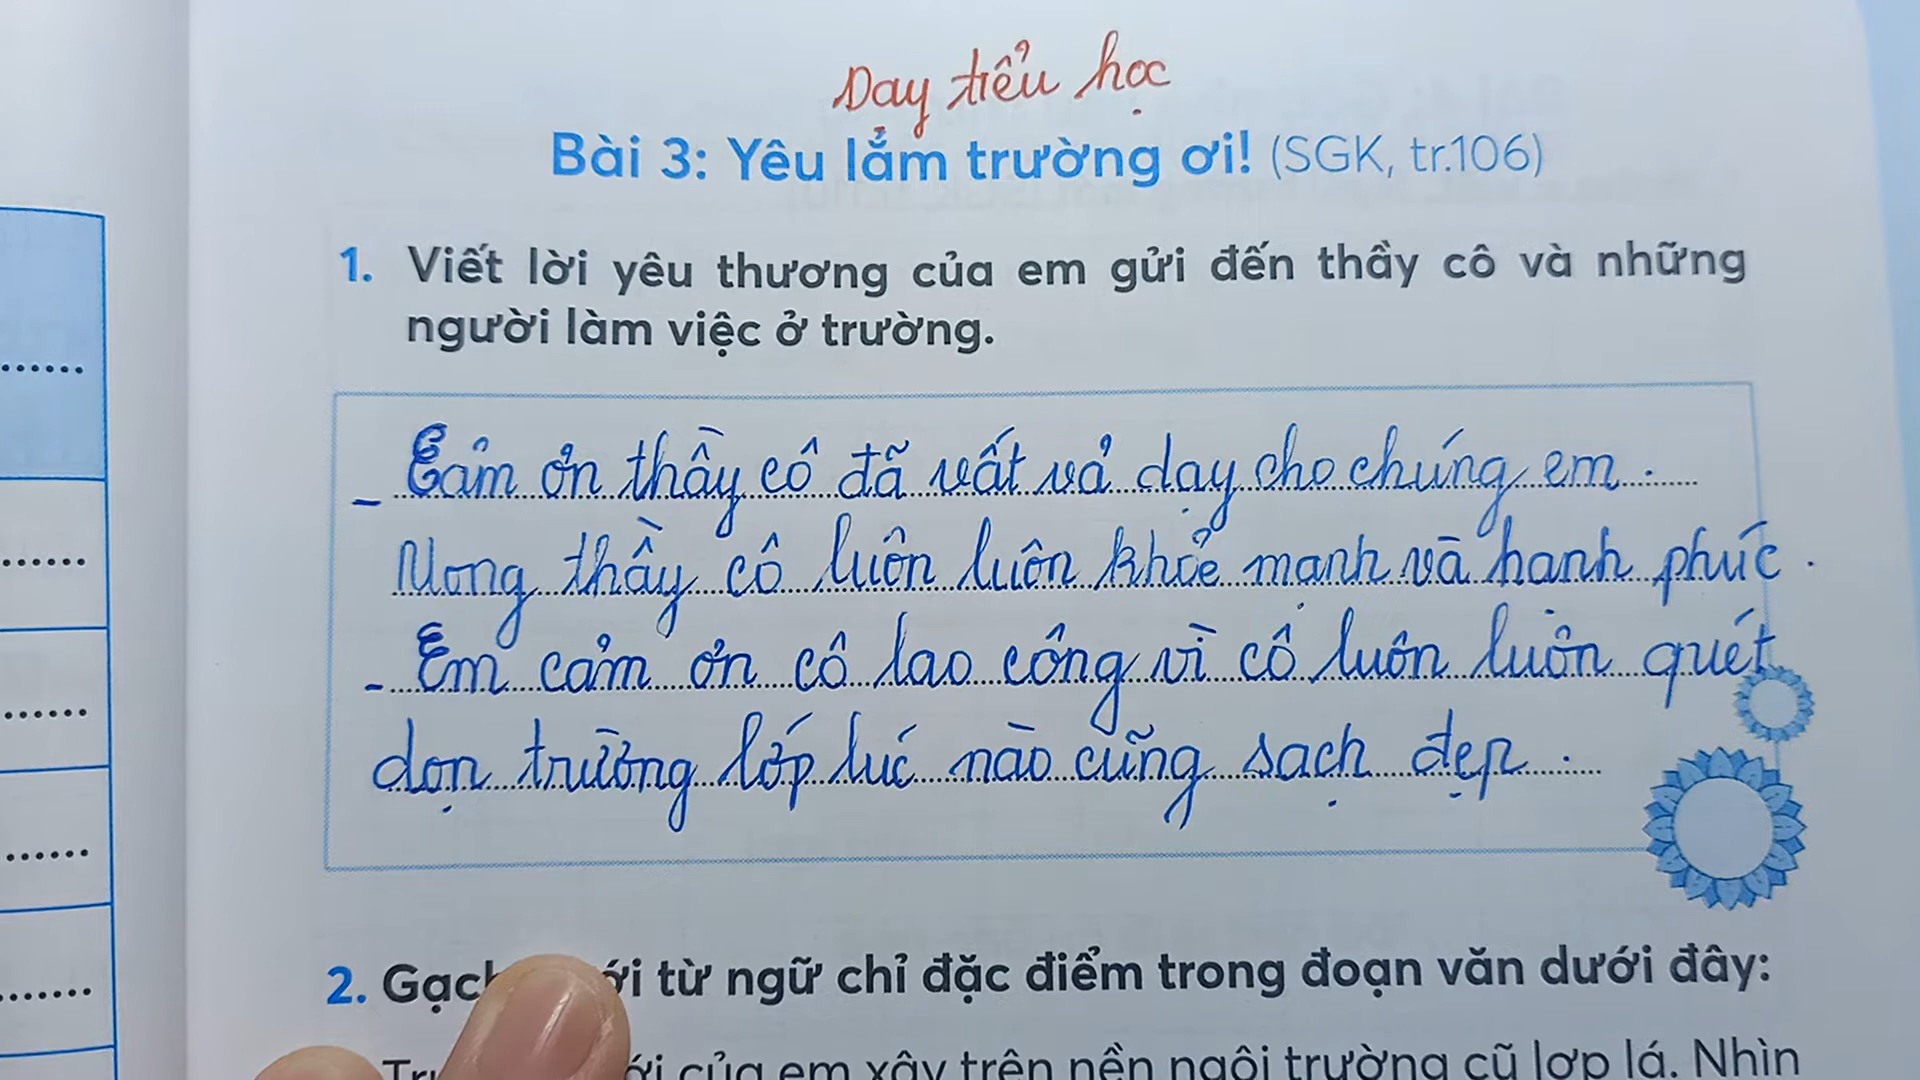 Dạy tiểu học
Bài 3: Yêu lắm trường ơi! (SGK, tr.106)
1. Viết lời yêu thương của em gửi đến thầy cô và những
người làm việc ở trường.
- Cảm ơn thầy cô đã vất vả dạy cho chúng em.
Mong thầy cô luôn luôn khỏe mạnh và hạnh phúc.
- Em cảm ơn cô lao công vì cô luôn luôn quét
dọn trường lớp lúc nào cũng sạch đẹp.
2. từ ngữ chỉ đặc điểm trong đoạn văn dưới đây:
của em xây trên nền ngôi trường cũ lợp lá. Nhìn